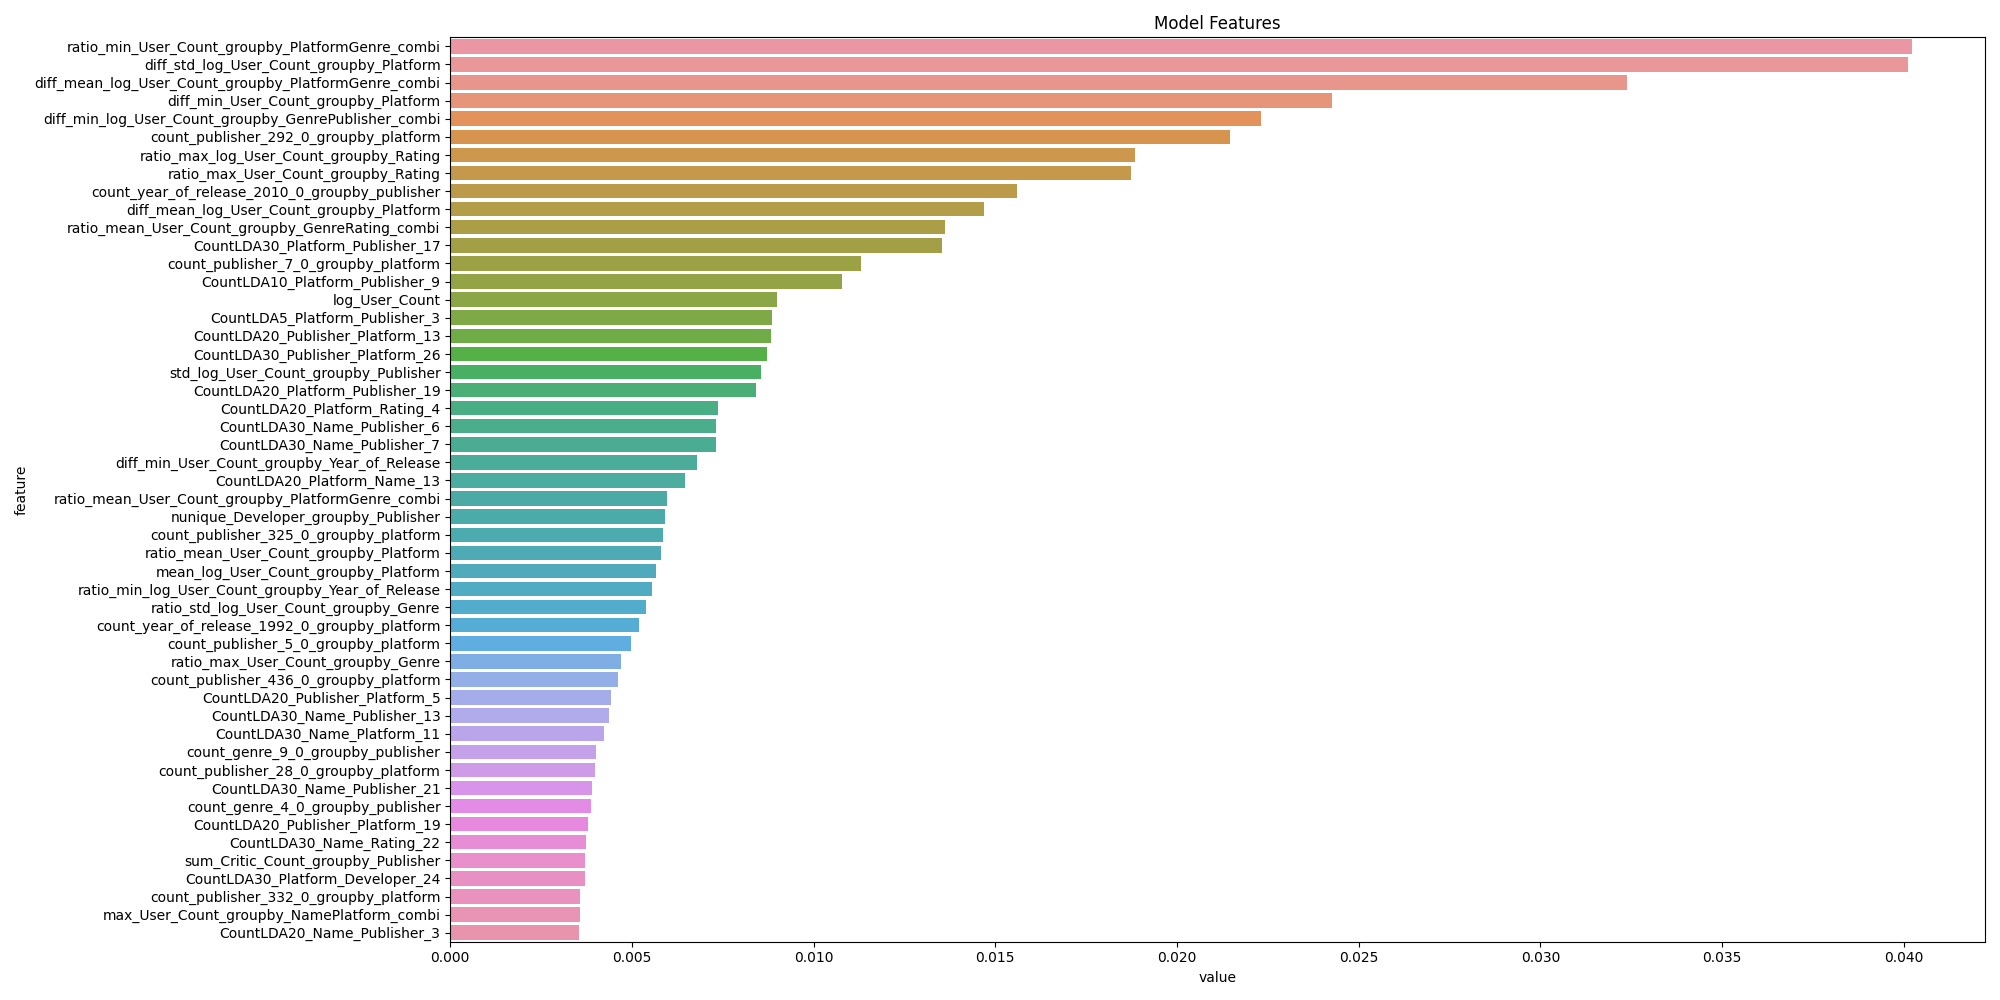 Model Features
ratio_min_User_Count_groupby_PlatformGenre_combi
diff_std_log_User_Count_groupby_Platform
diff_mean_log_User_Count_groupby_PlatformGenre_combi
diff_min_User_Count_groupby_Platform
diff_min_log_User_Count_groupby_GenrePublisher_combi
count_publisher_292_0_groupby_platform
ratio_max_log_User_Count_groupby_Rating
ratio_max_User_Count_groupby_Rating
count_year_of_release_2010_0_groupby_publisher
diff_mean_log_User_Count_groupby_Platform
ratio_mean_User_Count_groupby_GenreRating_combi
CountLDA30_Platform_Publisher_17
count_publisher_7_0_groupby_platform
CountLDA10_Platform_Publisher_9
log_User_Count
CountLDA5_Platform_Publisher_3
CountLDA20_Publisher_Platform_13
CountLDA30_Publisher_Platform_26
std_log_User_Count_groupby_Publisher
CountLDA20_Platform_Publisher_19
CountLDA20_Platform_Rating_4
CountLDA30_Name_Publisher_6
CountLDA30_Name_Publisher_7
diff_min_User_Count_groupby_Year_of_Release
CountLDA20_Platform_Name_13
ratio_mean_User_Count_groupby_PlatformGenre_combi
nunique_Developer_groupby_Publisher
count_publisher_325_0_groupby_platform
ratio_mean_User_Count_groupby_Platform
mean_log_User_Count_groupby_Platform
ratio_min_log_User_Count_groupby_Year_of_Release
ratio_std_log_User_Count_groupby_Genre
count_year_of_release_1992_0_groupby_platform
count_publisher_5_0_groupby_platform
ratio_max_User_Count_groupby_Genre
count_publisher_436_0_groupby_platform
CountLDA20_Publisher_Platform_5
CountLDA30_Name_Publisher_13
CountLDA30_Name_Platform_11
count_genre_9_0_groupby_publisher
count_publisher_28_0_groupby_platform
CountLDA30_Name_Publisher_21
count_genre_4_0_groupby_publisher
CountLDA20_Publisher_Platform_19
CountLDA30_Name_Rating_22
sum_Critic_Count_groupby_Publisher
CountLDA30_Platform_Developer_24
count_publisher_332_0_groupby_platform
max_User_Count_groupby_NamePlatform_combi
CountLDA20_Name_Publisher_3
feature
0.000 0.005 0.010 0.015 0.020 0.025 0.030 0.035 0.040
value